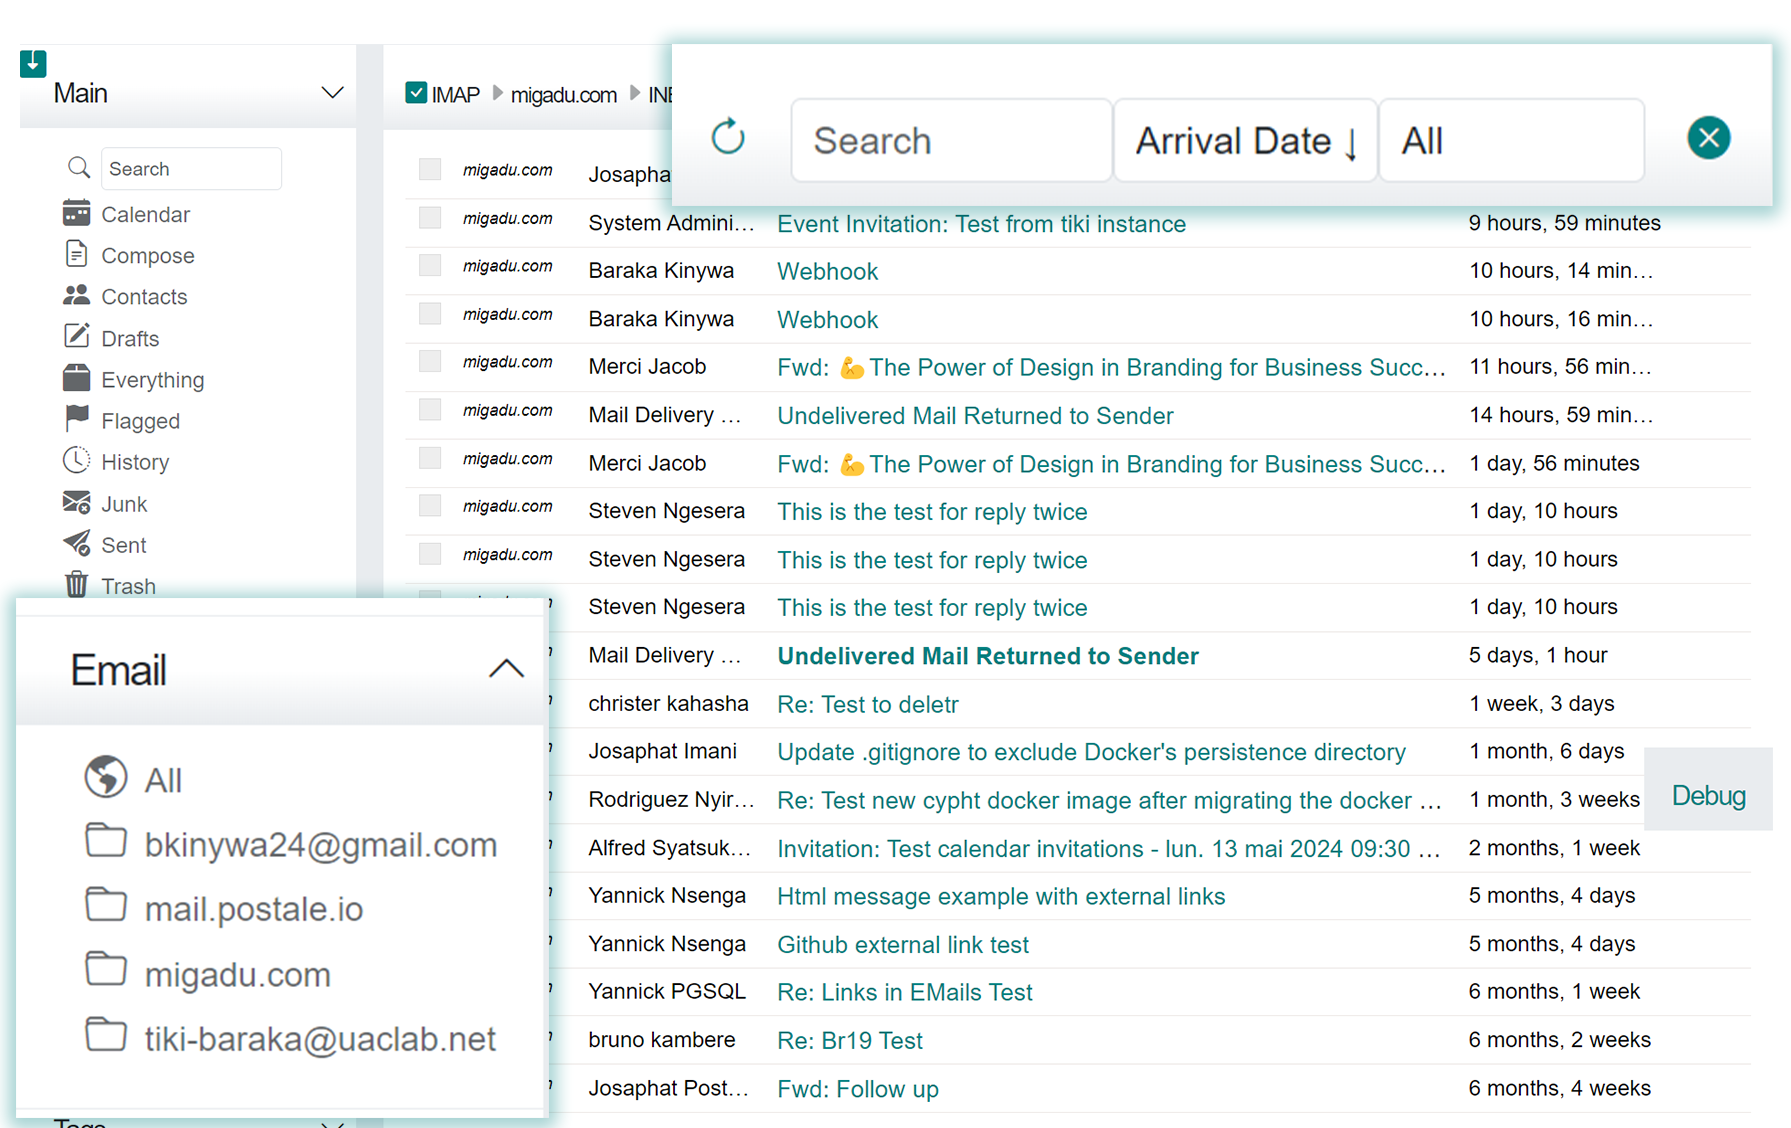 Main
Search
Calendar
Compose
Contacts
Drafts
Everything
Flagged
History
Junk
Sent
Trash
Email
All
bkinywa24@gmail.com
mail.postale.io
migadu.com
tiki-baraka@uaclab.net
IMAP migadu.com
Search Arrival Date ↓ All
migadu.com
migadu.com System Admini... Event Invitation: Test from tiki instance 9 hours, 59 minutes
migadu.com Baraka Kinywa Webhook 10 hours, 14 min...
migadu.com Baraka Kinywa Webhook 10 hours, 16 min...
migadu.com Merci Jacob Fwd: 💪 The Power of Design in Branding for Business Succ... 11 hours, 56 min...
migadu.com Mail Delivery ... Undelivered Mail Returned to Sender 14 hours, 59 min...
migadu.com Merci Jacob Fwd: 💪 The Power of Design in Branding for Business Succ... 1 day, 56 minutes
migadu.com Steven Ngesera This is the test for reply twice 1 day, 10 hours
migadu.com Steven Ngesera This is the test for reply twice 1 day, 10 hours
Steven Ngesera This is the test for reply twice 1 day, 10 hours
Mail Delivery ... Undelivered Mail Returned to Sender 5 days, 1 hour
christer kahasha Re: Test to deletr 1 week, 3 days
Josaphat Imani Update .gitignore to exclude Docker's persistence directory 1 month, 6 days
Rodriguez Nyir... Re: Test new cypht docker image after migrating the docker ... 1 month, 3 weeks
Debug
Alfred Syatsuk... Invitation: Test calendar invitations - lun. 13 mai 2024 09:30 ... 2 months, 1 week
Yannick Nsenga Html message example with external links 5 months, 4 days
Yannick Nsenga Github external link test 5 months, 4 days
Yannick PGSQL Re: Links in EMails Test 6 months, 1 week
bruno kambere Re: Br19 Test 6 months, 2 weeks
Josaphat Post... Fwd: Follow up 6 months, 4 weeks